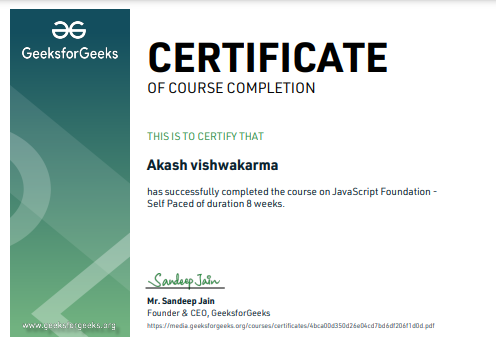 GeeksforGeeks
CERTIFICATE
OF COURSE COMPLETION
THIS IS TO CERTIFY THAT
Akash vishwakarma
has successfully completed the course on JavaScript Foundation -
Self Paced of duration 8 weeks.
Sandeep Jain
Mr. Sandeep Jain
Founder & CEO, GeeksforGeeks
https://media.geeksforgeeks.org/courses/certificates/4bca00d350d26e04cd7bd6df206f1d0d.pdf
www.geeksforgeeks.org